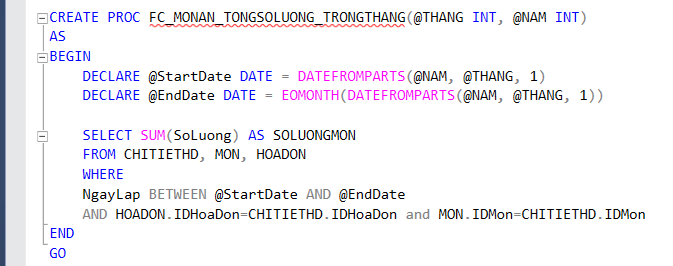 CREATE PROC FC_MONAN_TONGSOLUONG_TRONGTHANG(@THANG INT, @NAM INT)
AS
BEGIN
DECLARE @StartDate DATE = DATEFROMPARTS(@NAM, @THANG, 1)
DECLARE @EndDate DATE = EOMONTH(DATEFROMPARTS(@NAM, @THANG, 1))
SELECT SUM(SoLuong) AS SOLUONGMON
FROM CHITIETHD, MON, HOADON
WHERE
NgayLap BETWEEN @StartDate AND @EndDate
AND HOADON.IDHoaDon=CHITIETHD.IDHoaDon and MON.IDMon=CHITIETHD.IDMon
END
GO